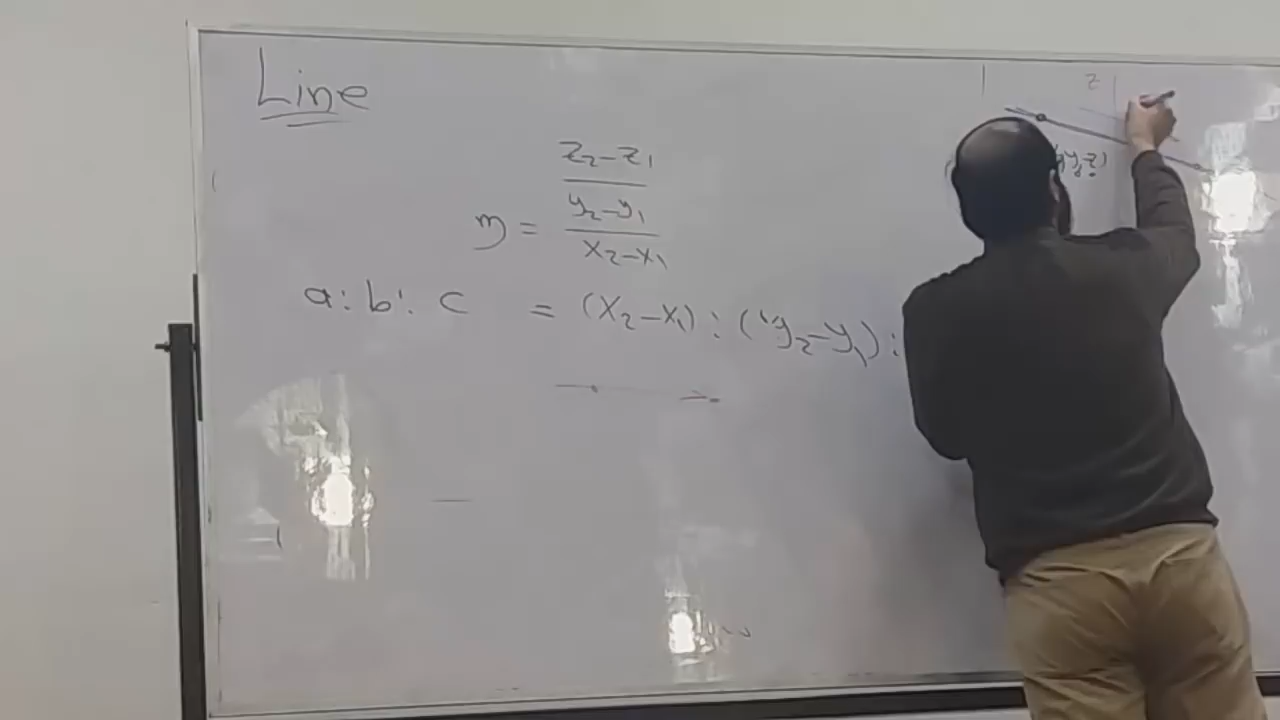 Line
z
z₂-z₁
y₂-y₁
m =
x₂-x₁
a : b : c = (x₂-x₁) : (y₂-y₁) :